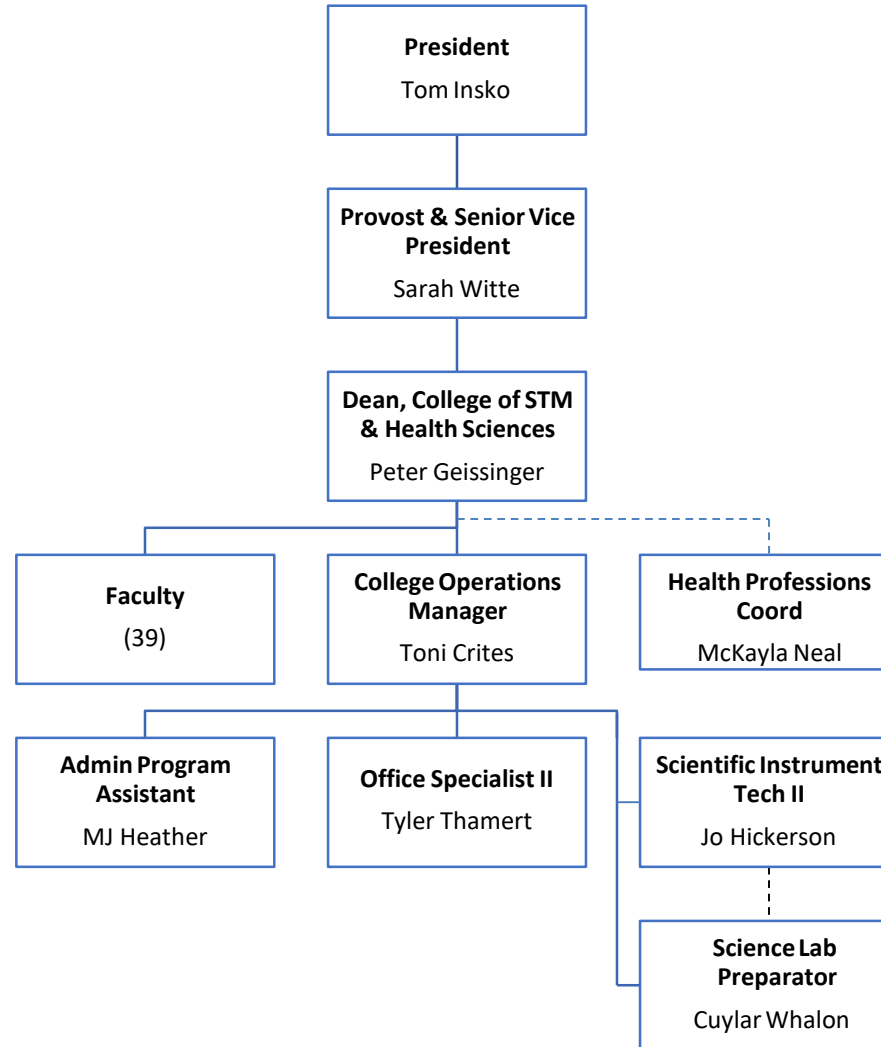 President
Tom Insko
Provost & Senior Vice
President
Sarah Witte
Dean, College of STM
& Health Sciences
Peter Geissinger
Faculty
(39)
College Operations
Manager
Toni Crites
Health Professions
Coord
McKayla Neal
Admin Program
Assistant
MJ Heather
Office Specialist II
Tyler Thamert
Scientific Instrument
Tech II
Jo Hickerson
Science Lab
Preparator
Cuylar Whalon